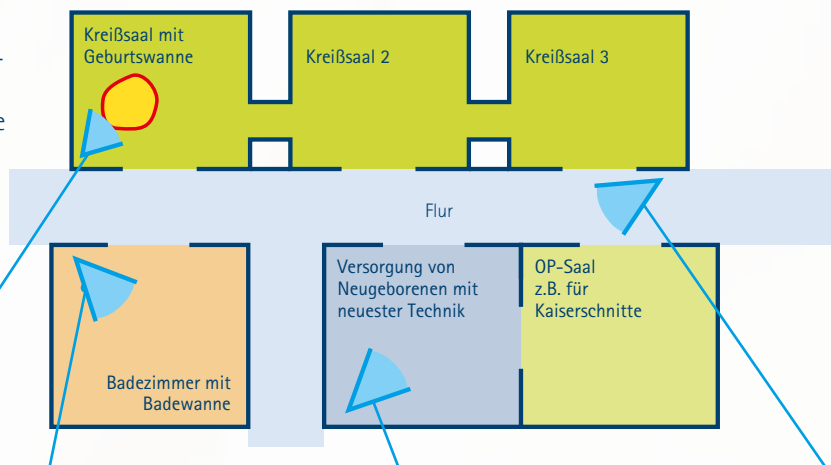 Kreißsaal mit
Geburtswanne
Kreißsaal 2
Kreißsaal 3
e
Flur
Versorgung von
Neugeborenen mit
neuester Technik
OP-Saal
z.B. für
Kaiserschnitte
Badezimmer mit
Badewanne